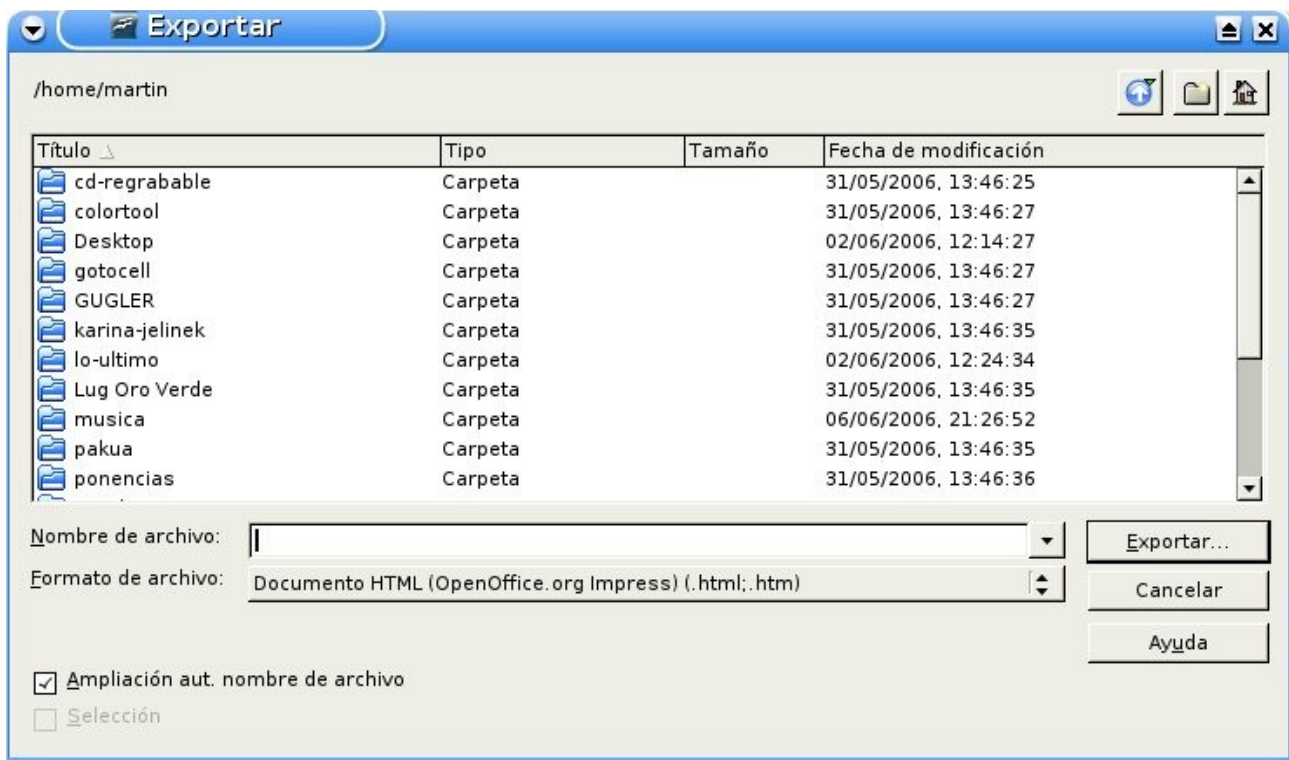 Exportar
/home/martin
Título Tipo Tamaño Fecha de modificación
cd-regrabable Carpeta 31/05/2006, 13:46:25
colortool Carpeta 31/05/2006, 13:46:27
Desktop Carpeta 02/06/2006, 12:14:27
gotocell Carpeta 31/05/2006, 13:46:27
GUGLER Carpeta 31/05/2006, 13:46:27
karina-jelinek Carpeta 31/05/2006, 13:46:35
lo-ultimo Carpeta 02/06/2006, 12:24:34
Lug Oro Verde Carpeta 31/05/2006, 13:46:35
musica Carpeta 06/06/2006, 21:26:52
pakua Carpeta 31/05/2006, 13:46:35
ponencias Carpeta 31/05/2006, 13:46:36
Nombre de archivo: Exportar...
Formato de archivo: Documento HTML (OpenOffice.org Impress) (.html;.htm)
Cancelar
Ayuda
Ampliación aut. nombre de archivo
Selección